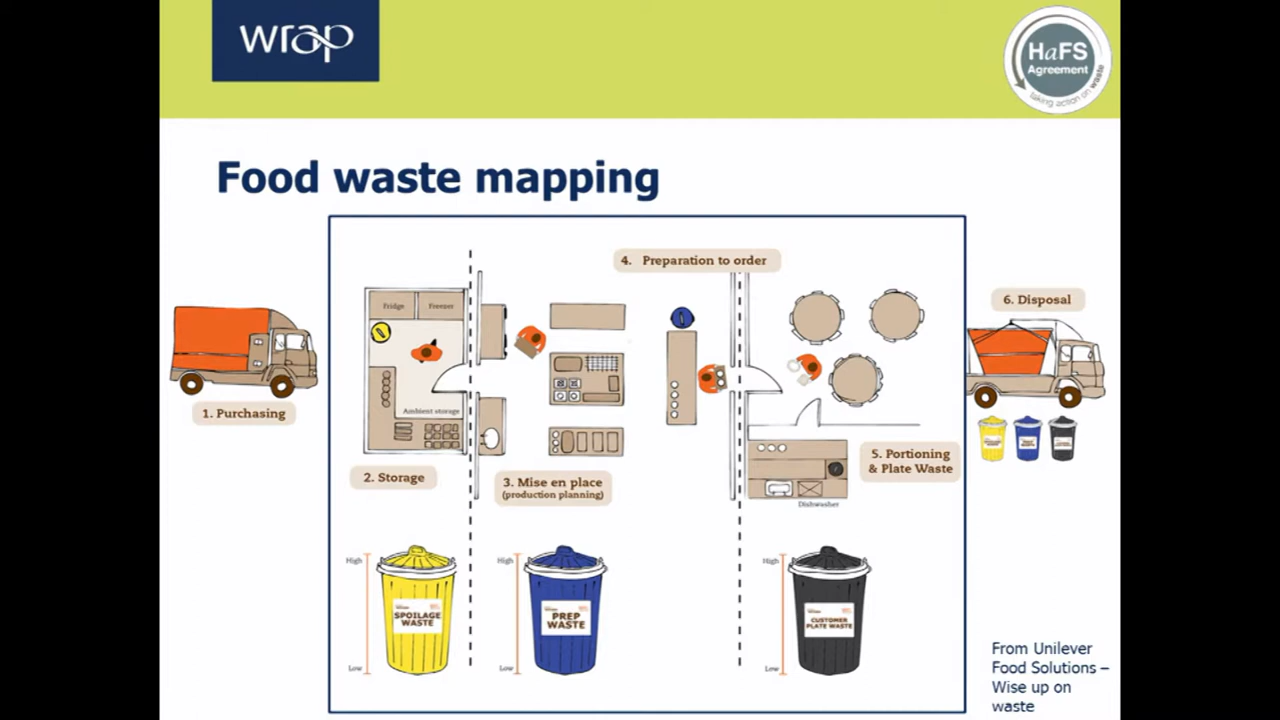 wrap
HaFS
Agreement
taking action on waste
Food waste mapping
4. Preparation to order
6. Disposal
Fridge
Freezer
1. Purchasing
Ambient storage
2. Storage
3. Mise en place
(production planning)
5. Portioning
& Plate Waste
Dishwasher
High
Low
SPOILAGE
WASTE
High
Low
PREP
WASTE
High
Low
CUSTOMER
PLATE WASTE
From Unilever
Food Solutions –
Wise up on
waste